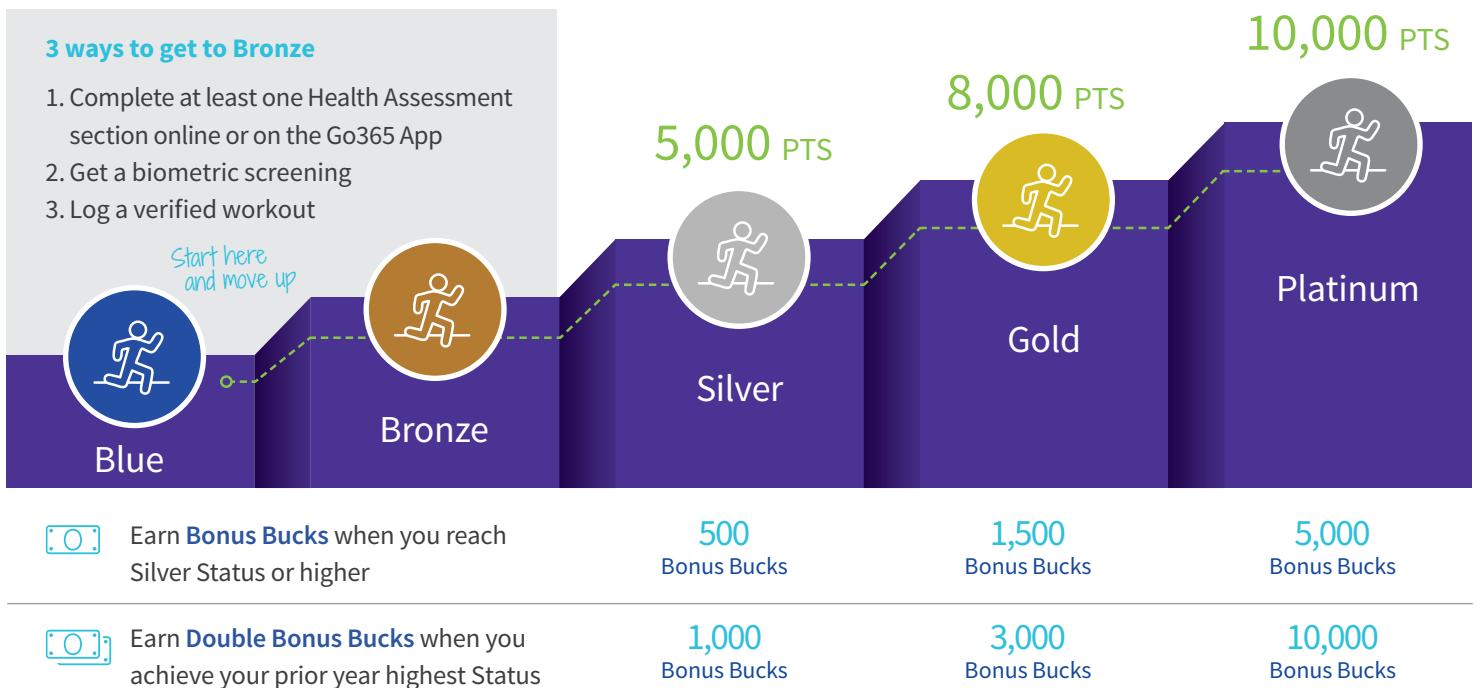 3 ways to get to Bronze
1. Complete at least one Health Assessment
section online or on the Go365 App
2. Get a biometric screening
3. Log a verified workout
Start here
and move up
5,000 PTS
8,000 PTS
10,000 PTS
Blue
Bronze
Silver
Gold
Platinum
Earn Bonus Bucks when you reach
Silver Status or higher
500
Bonus Bucks
1,500
Bonus Bucks
5,000
Bonus Bucks
Earn Double Bonus Bucks when you
achieve your prior year highest Status
1,000
Bonus Bucks
3,000
Bonus Bucks
10,000
Bonus Bucks